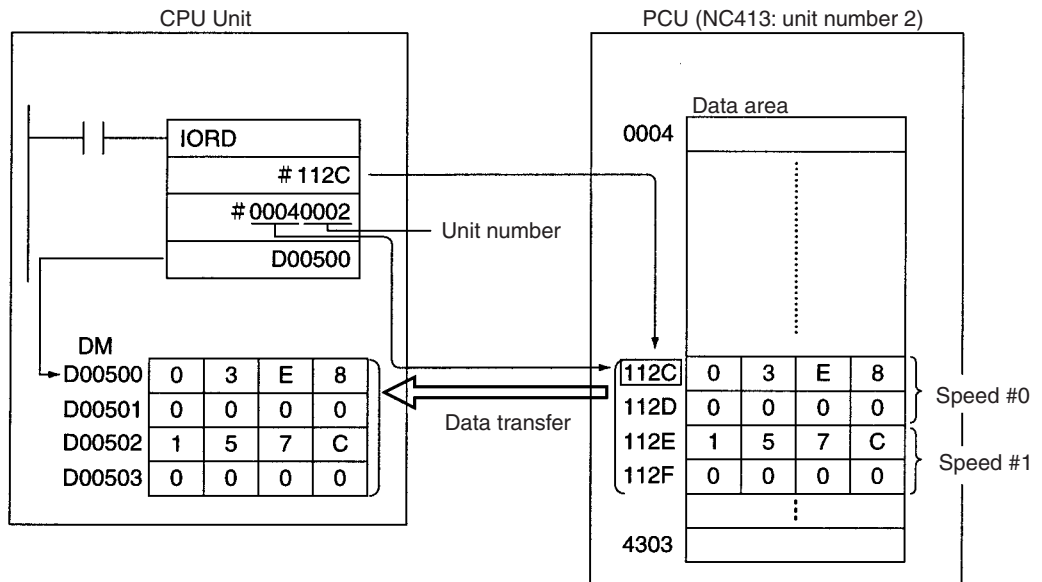 CPU Unit
IORD
#112C
#00040002
Unit number
D00500
DM
D00500 0 3 E 8
D00501 0 0 0 0
D00502 1 5 7 C
D00503 0 0 0 0
Data transfer
PCU (NC413: unit number 2)
Data area
0004
112C 0 3 E 8
112D 0 0 0 0
112E 1 5 7 C
112F 0 0 0 0
Speed #0
Speed #1
4303